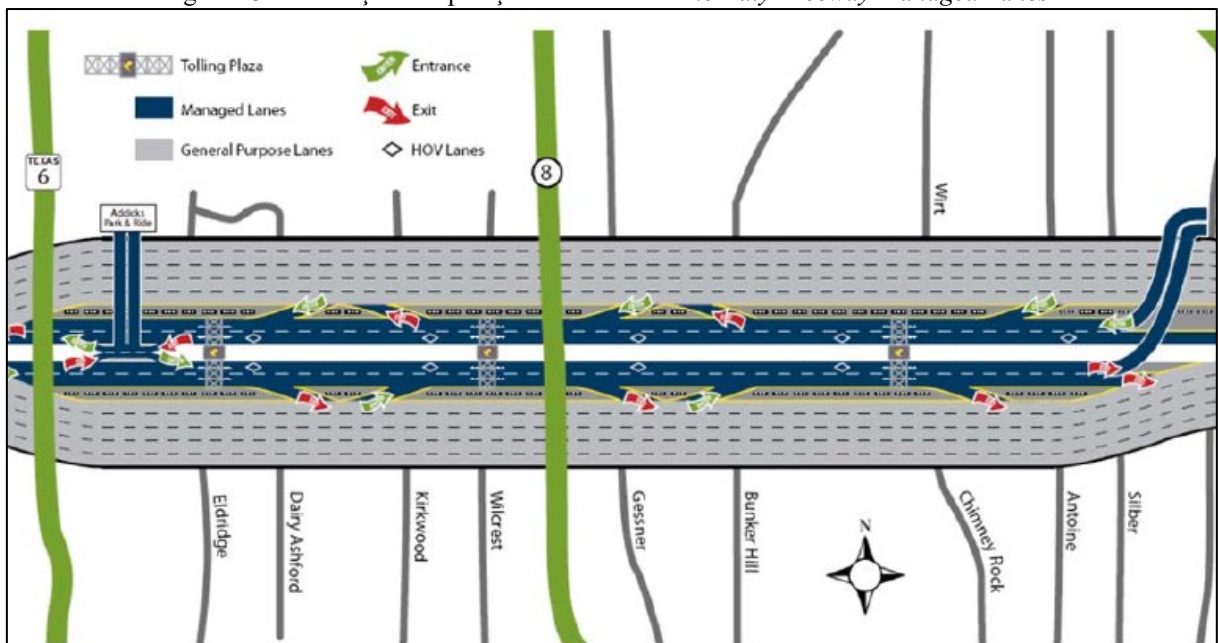 Tolling Plaza
Entrance
Managed Lanes
Exit
General Purpose Lanes
HOV Lanes
TEXAS
6
8
Addicks
Park & Ride
Wirt
Eldridge
Dairy Ashford
Kirkwood
Wilcrest
Gessner
Bunker Hill
Chimney Rock
Antoine
Silber
N